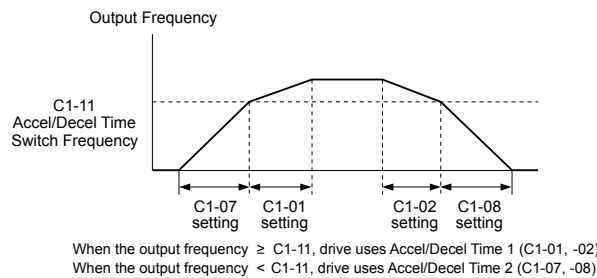 Output Frequency
C1-11
Accel/Decel Time
Switch Frequency
C1-07
setting
C1-01
setting
C1-02
setting
C1-08
setting
When the output frequency ≥ C1-11, drive uses Accel/Decel Time 1 (C1-01, -02)
When the output frequency < C1-11, drive uses Accel/Decel Time 2 (C1-07, -08)